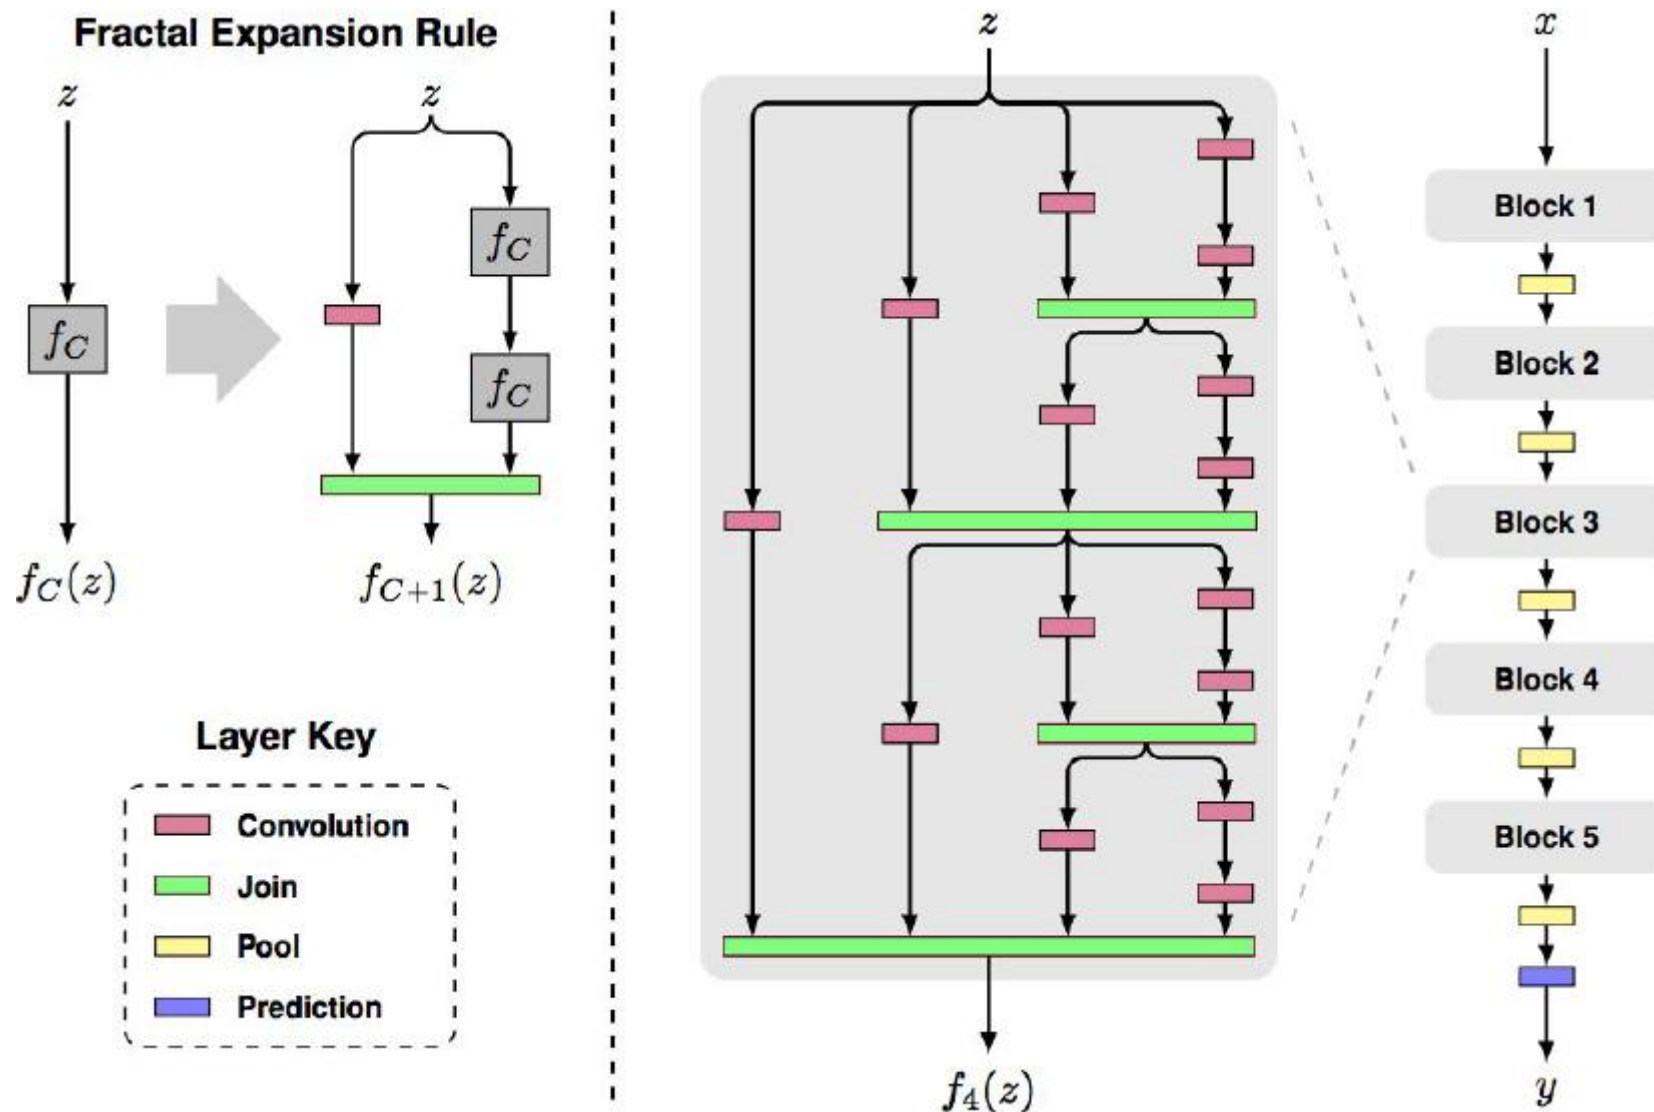 Fractal Expansion Rule
z
z
f_C
f_C
f_C
f_C(z)
f_{C+1}(z)
Layer Key
Convolution
Join
Pool
Prediction
z
f_4(z)
x
Block 1
Block 2
Block 3
Block 4
Block 5
y